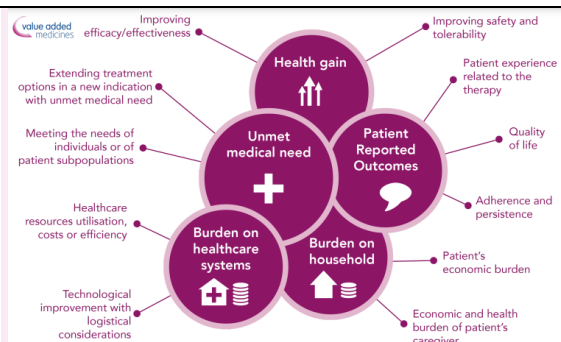 value added
medicines
Improving
efficacy/effectiveness
Improving safety and
tolerability
Health gain
Extending treatment
options in a new indication
with unmet medical need
Patient experience
related to the
therapy
Unmet
medical need
Patient
Reported
Outcomes
Quality
of life
Meeting the needs of
individuals or of
patient subpopulations
Adherence and
persistence
Healthcare
resources utilisation,
costs or efficiency
Burden on
healthcare
systems
Burden on
household
Patient's
economic burden
Technological
improvement with
logistical
considerations
Economic and health
burden of patient's
caregiver